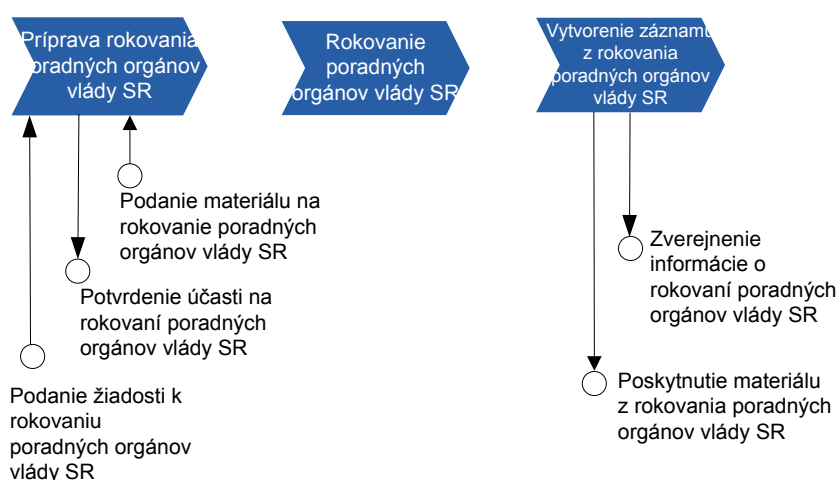 Príprava rokovania
poradných orgánov
vlády SR
Rokovanie
poradných
orgánov vlády SR
Vytvorenie záznamu
z rokovania
poradných orgánov
vlády SR
Podanie materiálu na
rokovanie poradných
orgánov vlády SR
Potvrdenie účasti na
rokovaní poradných
orgánov vlády SR
Podanie žiadosti k
rokovaniu
poradných orgánov
vlády SR
Zverejnenie
informácie o
rokovaní poradných
orgánov vlády SR
Poskytnutie materiálu
z rokovania poradných
orgánov vlády SR